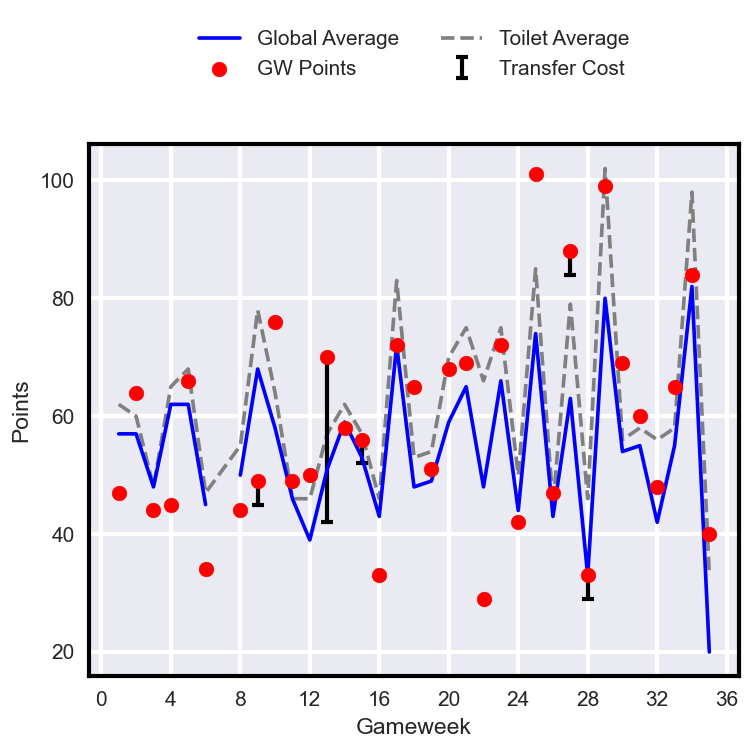 Global Average Toilet Average
GW Points Transfer Cost
100
80
60
40
20
Points
0 4 8 12 16 20 24 28 32 36
Gameweek